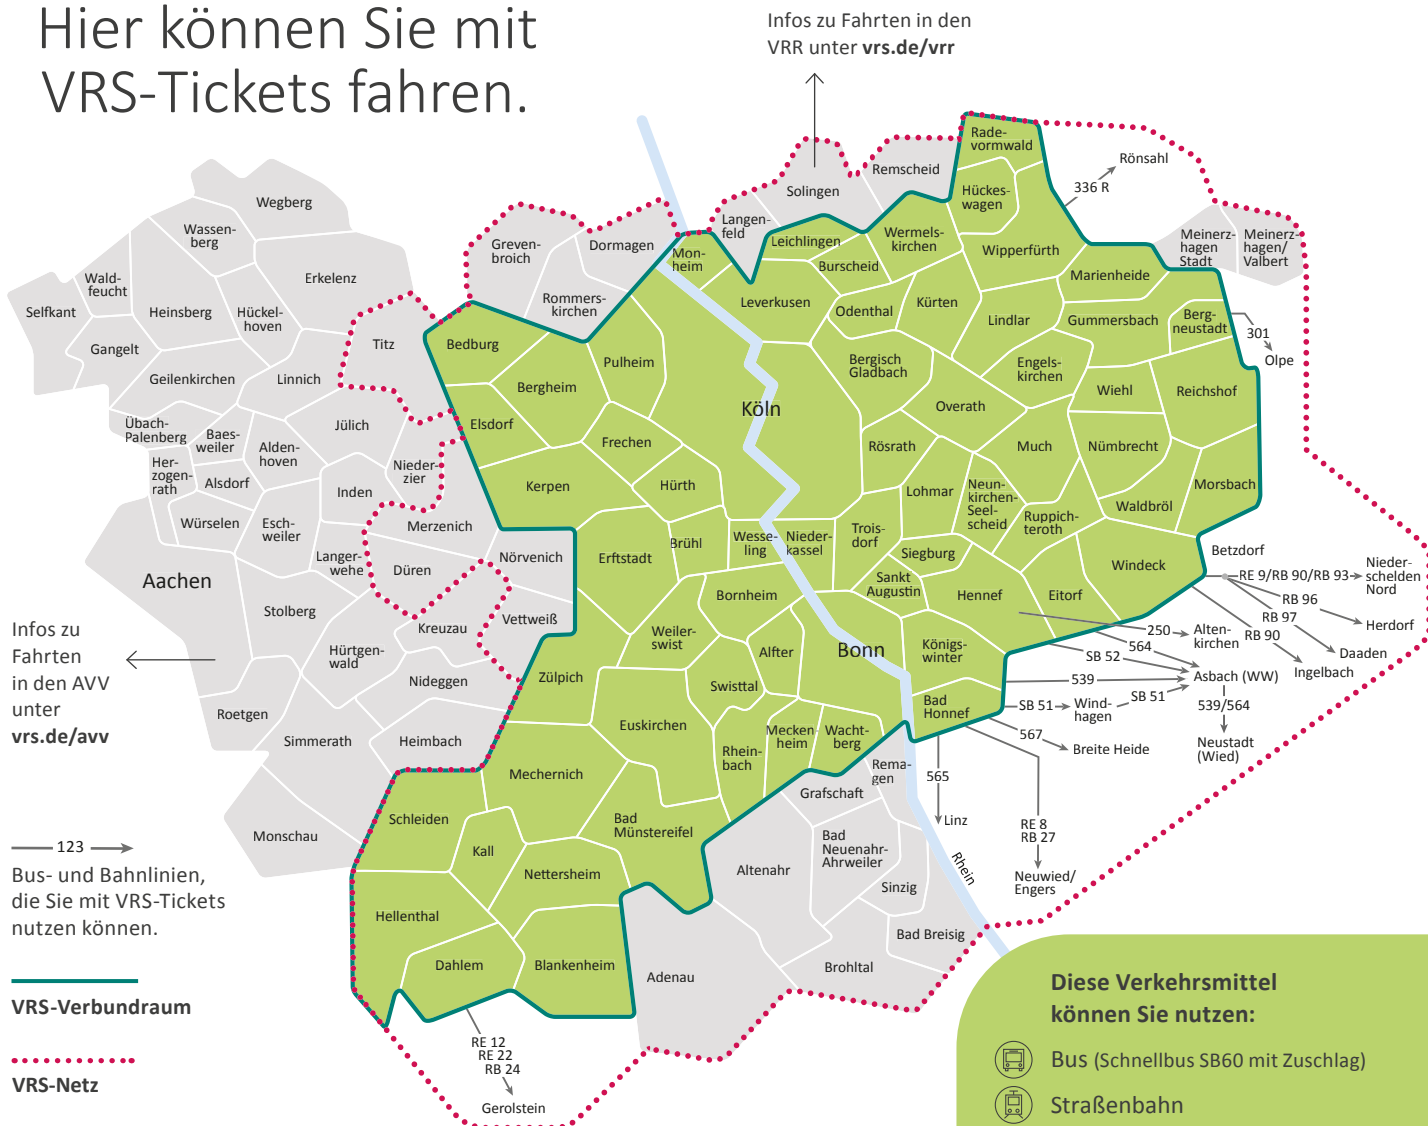 Hier können Sie mit
VRS-Tickets fahren.
Infos zu Fahrten in den
VRR unter vrs.de/vrr
Rade-
vormwald
Rönsahl
336 R
Remscheid
Solingen
Hückes-
wagen
Wegberg
Wassen-
berg
Langen-
feld
Leichlingen
Wermels-
kirchen
Wipperfürth
Meinerz-
hagen
Stadt
Meinerz-
hagen/
Valbert
Greven-
broich
Dormagen
Mon-
heim
Burscheid
Marienheide
Erkelenz
Wald-
feucht
Selfkant
Heinsberg
Hückel-
hoven
Rommers-
kirchen
Leverkusen
Odenthal
Kürten
Lindlar
Gummersbach
Berg-
neustadt
301
Olpe
Gangelt
Titz
Bedburg
Pulheim
Bergisch
Gladbach
Engels-
kirchen
Geilenkirchen
Linnich
Bergheim
Wiehl
Reichshof
Köln
Overath
Übach-
Palenberg
Baes-
weiler
Jülich
Elsdorf
Frechen
Rösrath
Much
Nümbrecht
Alden-
hoven
Her-
zogen-
rath
Alsdorf
Nieder-
zier
Inden
Kerpen
Hürth
Lohmar
Neun-
kirchen-
Seel-
scheid
Morsbach
Waldbröl
Würselen
Esch-
weiler
Merzenich
Ruppich-
teroth
Langer-
wehe
Nörvenich
Erftstadt
Brühl
Wesse-
ling
Nieder-
kassel
Trois-
dorf
Siegburg
Windeck
Betzdorf
Aachen
Düren
Sankt
Augustin
Hennef
Eitorf
RE 9/RB 90/RB 93
Nieder-
schelden
Nord
RB 96
Herdorf
RB 97
Daaden
RB 90
Ingelbach
Stolberg
Vettweiß
Bornheim
Kreuzau
Weiler-
swist
Alfter
Bonn
Königs-
winter
250
Alten-
kirchen
564
SB 52
Asbach (WW)
539
Infos zu
Fahrten
in den AVV
unter
vrs.de/avv
Hürtgen-
wald
Nideggen
Zülpich
Swisttal
Bad
Honnef
SB 51
Wind-
hagen
SB 51
539/564
Neustadt
(Wied)
Roetgen
Simmerath
Heimbach
Euskirchen
Rhein-
bach
Mecken-
heim
Wacht-
berg
567
Breite Heide
Mechernich
Rema-
gen
565
Linz
Grafschaft
Monschau
Schleiden
Bad
Münstereifel
RE 8
RB 27
Neuwied/
Engers
Kall
Bad
Neuenahr-
Ahrweiler
Rhein
Altenahr
Nettersheim
Sinzig
123
Bus- und Bahnlinien,
die Sie mit VRS-Tickets
nutzen können.
Hellenthal
Bad Breisig
Dahlem
Blankenheim
Adenau
Brohltal
VRS-Verbundraum
RE 12
RE 22
RB 24
Gerolstein
VRS-Netz
Diese Verkehrsmittel
können Sie nutzen:
Bus (Schnellbus SB60 mit Zuschlag)
Straßenbahn